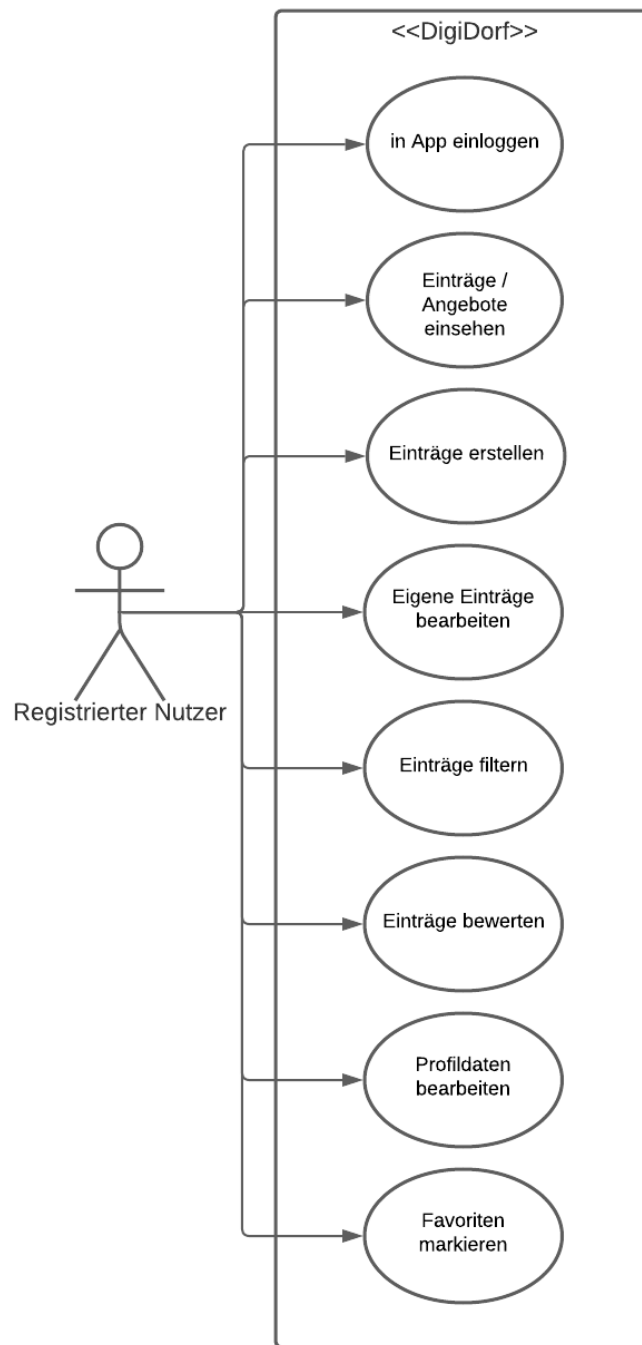 <<DigiDorf>>
in App einloggen
Einträge /
Angebote
einsehen
Einträge erstellen
Eigene Einträge
bearbeiten
Registrierter Nutzer
Einträge filtern
Einträge bewerten
Profildaten
bearbeiten
Favoriten
markieren